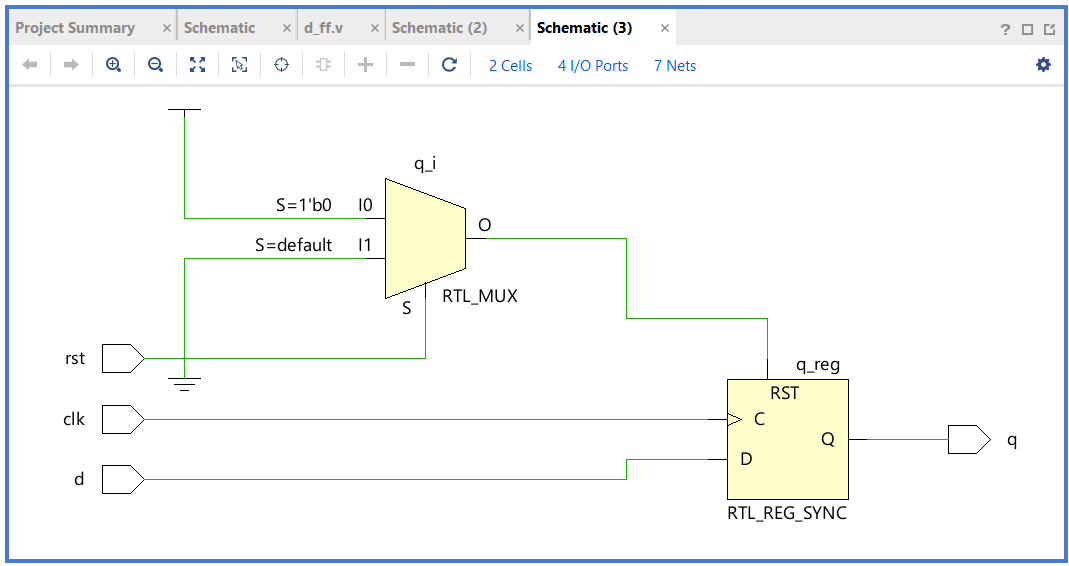 Project Summary × Schematic × d_ff.v × Schematic (2) × Schematic (3) ×
2 Cells 4 I/O Ports 7 Nets
q_i
S=1'b0 I0
O
S=default I1
RTL_MUX
S
rst
q_reg
RST
clk
C
Q
q
D
d
RTL_REG_SYNC